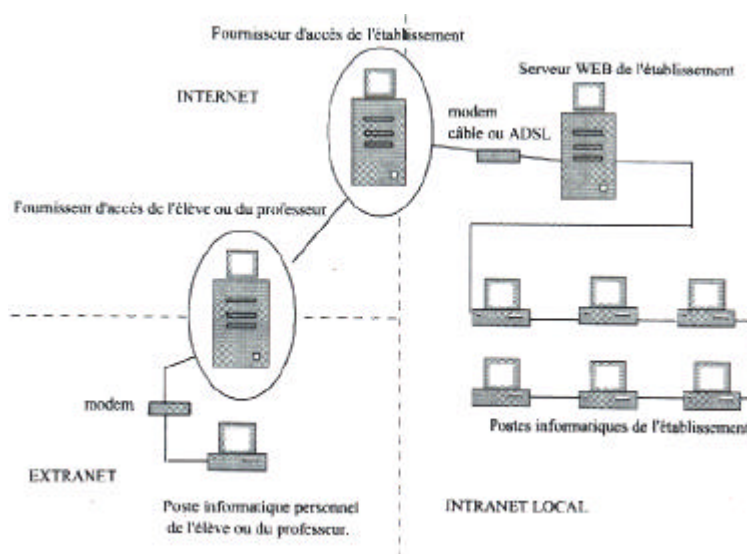 Fournisseur d'accès de l'établissement
INTERNET
Serveur WEB de l'établissement
modem
câble ou ADSL
Fournisseur d'accès de l'élève ou du professeur
modem
Postes informatiques de l'établissement
EXTRANET
Poste informatique personnel
de l'élève ou du professeur.
INTRANET LOCAL